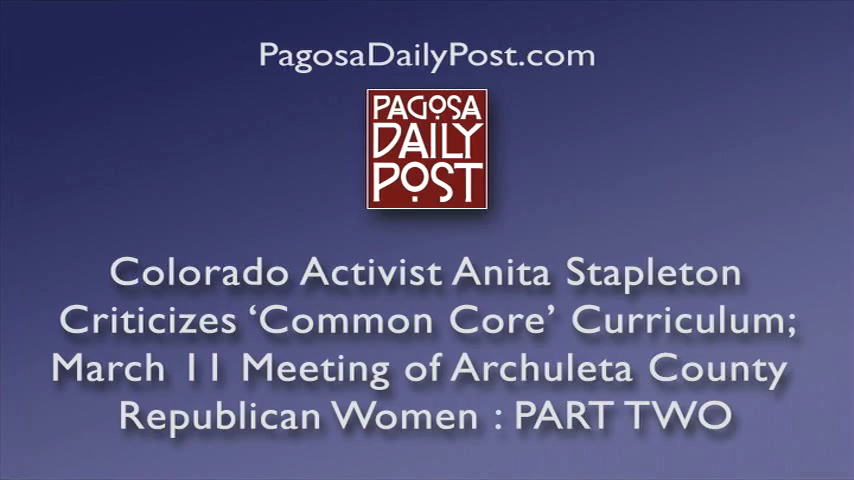 PagosaDailyPost.com
PAGOSA
DAILY
POST
Colorado Activist Anita Stapleton
Criticizes ‘Common Core’ Curriculum;
March 11 Meeting of Archuleta County
Republican Women : PART TWO